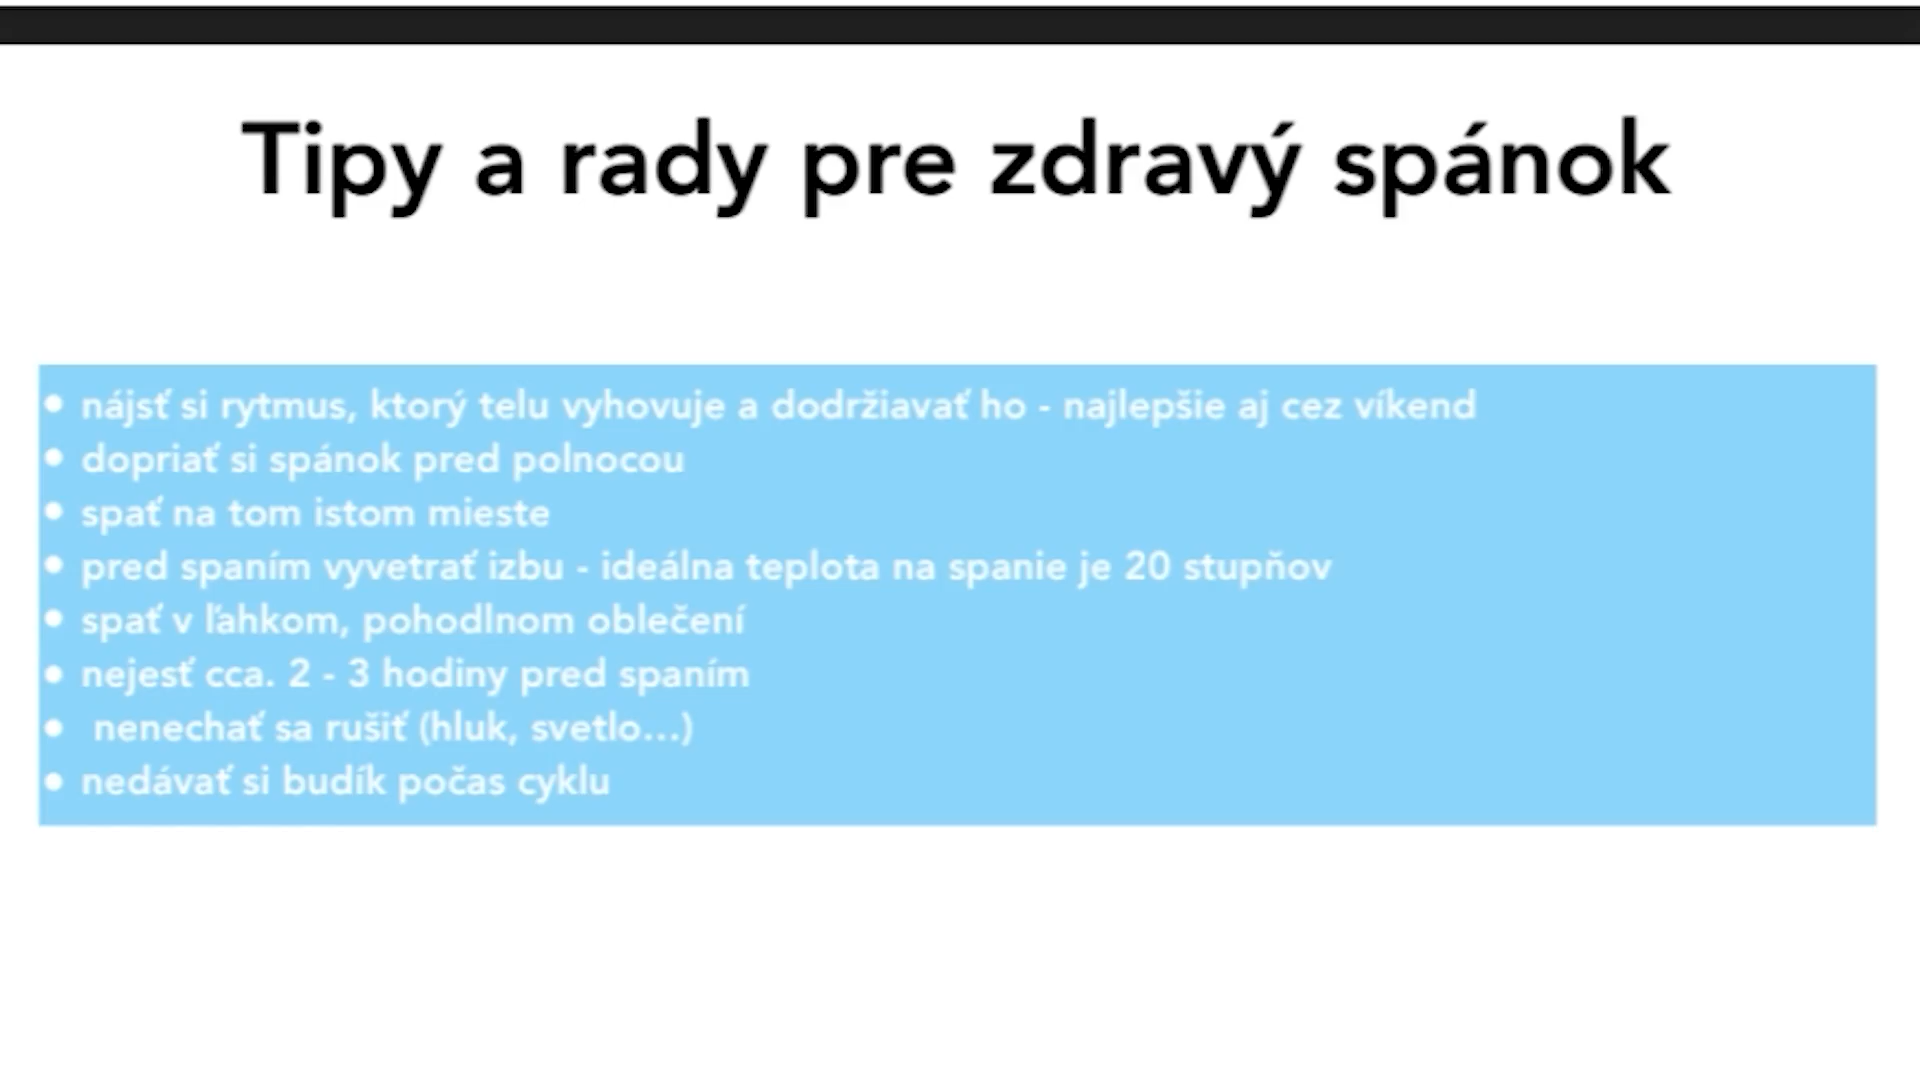 Tipy a rady pre zdravý spánok
• nájsť si rytmus, ktorý telu vyhovuje a dodržiavať ho - najlepšie aj cez víkend
• dopriať si spánok pred polnocou
• spať na tom istom mieste
• pred spaním vyvetrať izbu - ideálna teplota na spanie je 20 stupňov
• spať v ľahkom, pohodlnom oblečení
• nejesť cca. 2 - 3 hodiny pred spaním
• nenechať sa rušiť (hluk, svetlo...)
• nedávať si budík počas cyklu